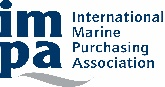 impa
International
Marine
Purchasing
Association